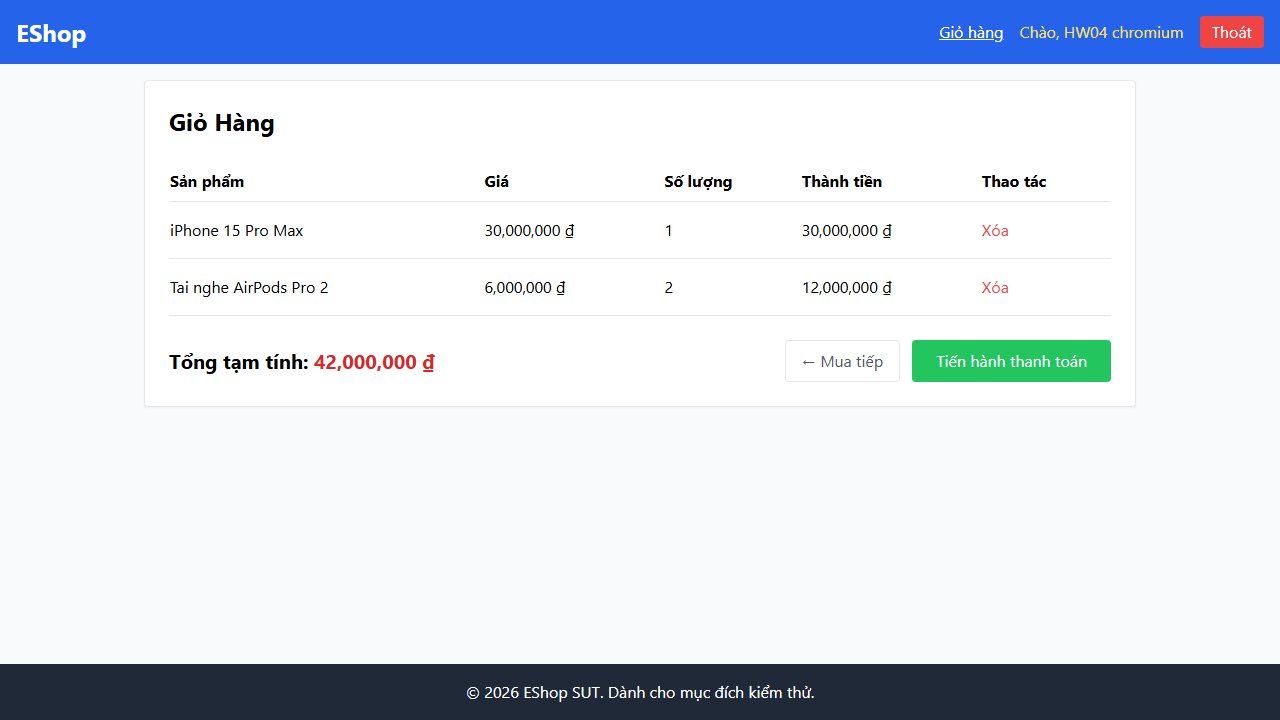 EShop
Giỏ hàng Chào, HW04 chromium Thoát
Giỏ Hàng
Sản phẩm Giá Số lượng Thành tiền Thao tác
iPhone 15 Pro Max 30,000,000 ₫ 1 30,000,000 ₫ Xóa
Tai nghe AirPods Pro 2 6,000,000 ₫ 2 12,000,000 ₫ Xóa
Tổng tạm tính: 42,000,000 ₫ ← Mua tiếp Tiến hành thanh toán
© 2026 EShop SUT. Dành cho mục đích kiểm thử.